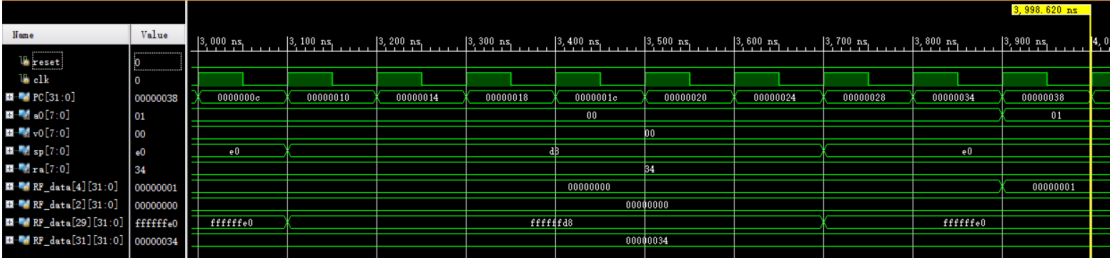 3,998.620 ns
Name Value
3,000 ns 3,100 ns 3,200 ns 3,300 ns 3,400 ns 3,500 ns 3,600 ns 3,700 ns 3,800 ns 3,900 ns
reset 0
clk 0
PC[31:0] 00000038 0000000c 00000010 00000014 00000018 0000001c 00000020 00000024 00000028 00000034 00000038
a0[7:0] 01 00 01
v0[7:0] 00 00
sp[7:0] e0 e0 d8 e0
ra[7:0] 34 34
RF_data[4][31:0] 00000001 00000000 00000001
RF_data[2][31:0] 00000000 00000000
RF_data[29][31:0] ffffffe0 ffffffe0 ffffffd8 ffffffe0
RF_data[31][31:0] 00000034 00000034